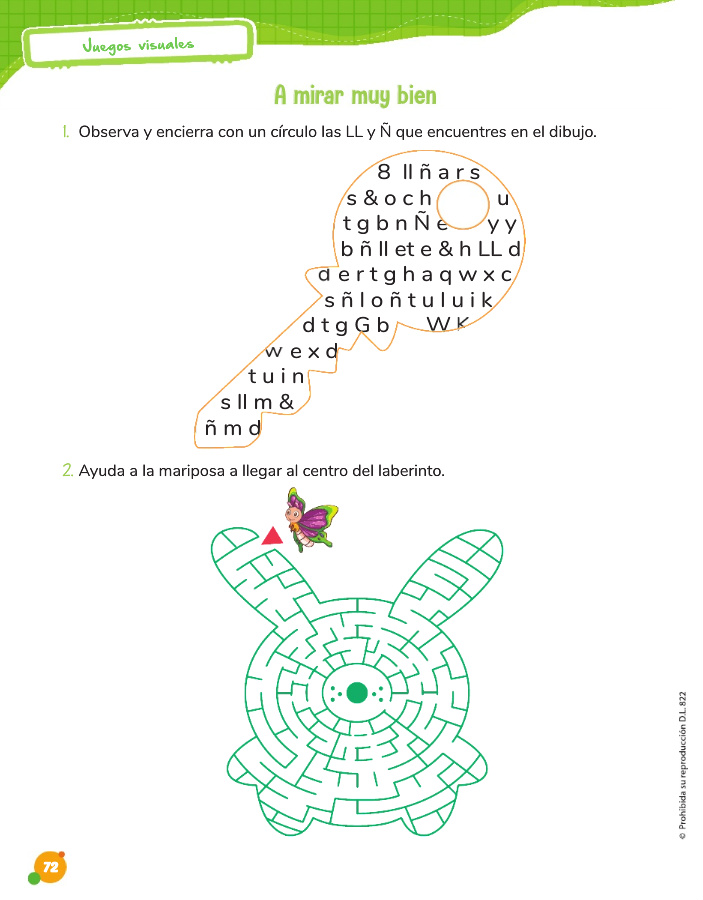 Juegos visuales
A mirar muy bien
1. Observa y encierra con un círculo las LL y Ñ que encuentres en el dibujo.
8 ll ñ a r s
s & o c h u
t g b n Ñ e y y
b ñ ll et e & h LL d
d e r t g h a q w x c
s ñ l o ñ t u l u i k
d t g G b W K
w e x d
t u i n
s ll m &
ñ m d
2. Ayuda a la mariposa a llegar al centro del laberinto.
© Prohibida su reproducción D.L. 822
72